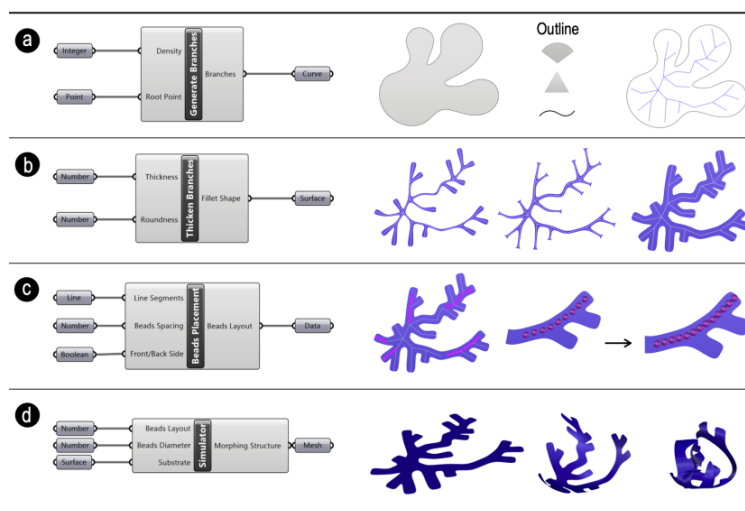 a
Integer
Density
Point
Root Point
Generate Branches
Branches
Curve
Outline
b
Number
Thickness
Number
Roundness
Thicken Branches
Fillet Shape
Surface
c
Line
Line Segments
Number
Beads Spacing
Boolean
Front/Back Side
Beads Placement
Beads Layout
Data
d
Number
Beads Layout
Number
Beads Diameter
Surface
Substrate
Simulator
Morphing Structure
Mesh